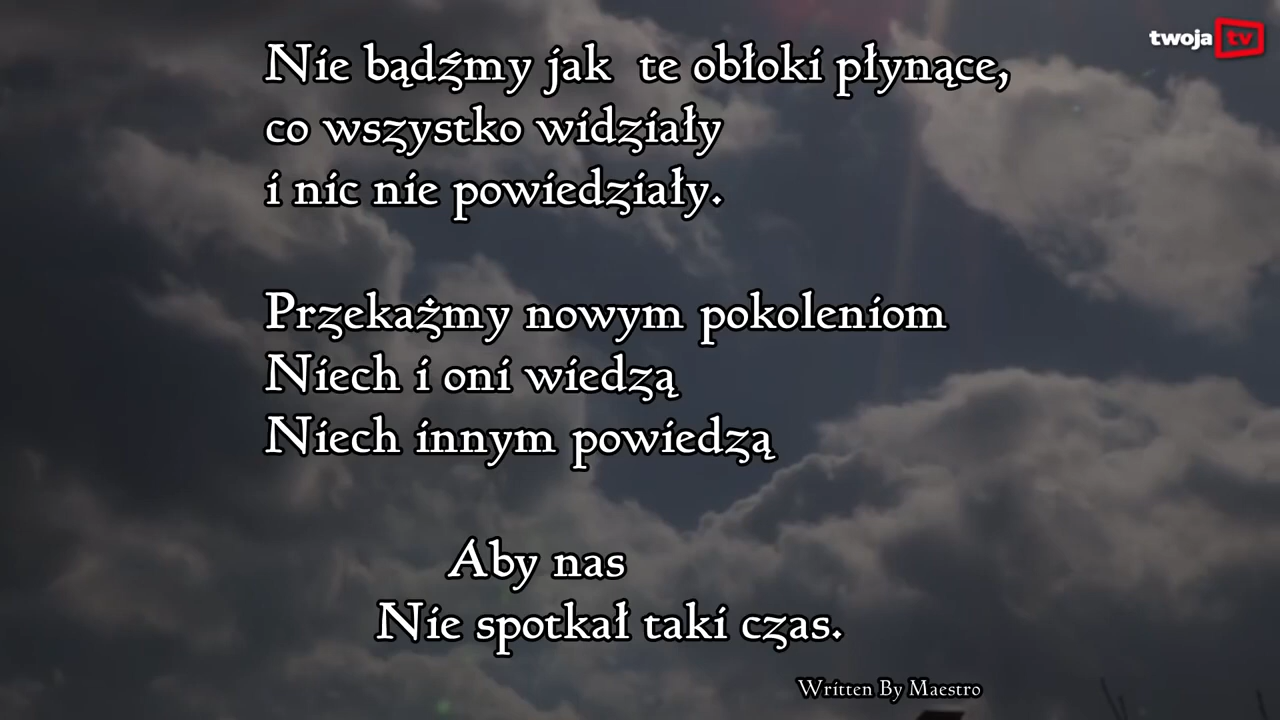 twoja tv
Nie bądźmy jak te obłoki płynące,
co wszystko widziały
i nic nie powiedziały.
Przekażmy nowym pokoleniom
Niech i oni wiedzą
Niech innym powiedzą
Aby nas
Nie spotkał taki czas.
Written By Maestro